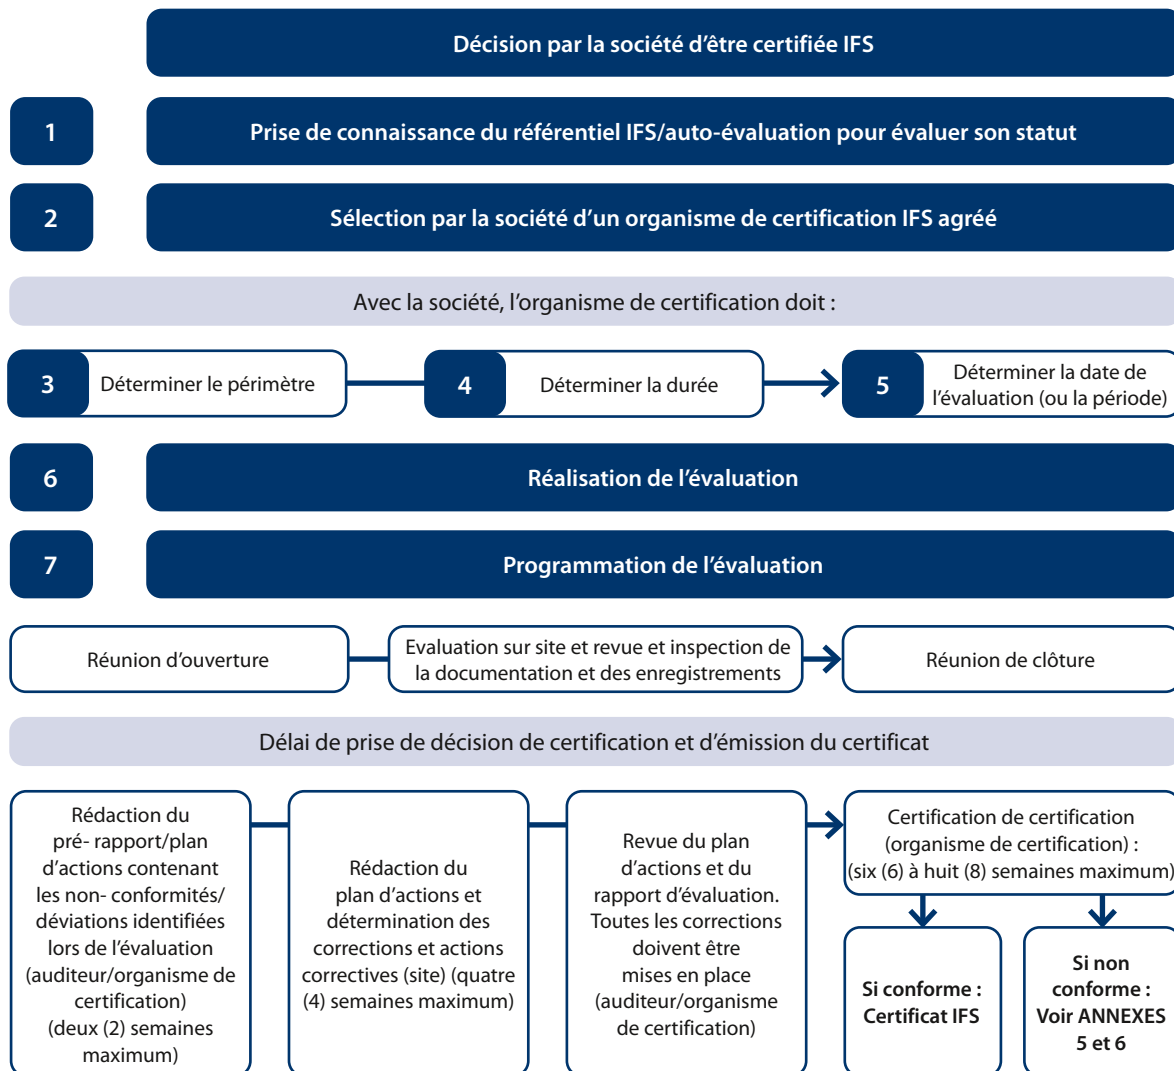 Décision par la société d'être certifiée IFS
1
Prise de connaissance du référentiel IFS/auto-évaluation pour évaluer son statut
2
Sélection par la société d'un organisme de certification IFS agréé
Avec la société, l'organisme de certification doit :
3
Déterminer le périmètre
4
Déterminer la durée
5
Déterminer la date de
l'évaluation (ou la période)
6
Réalisation de l'évaluation
7
Programmation de l'évaluation
Réunion d'ouverture
Evaluation sur site et revue et inspection de
la documentation et des enregistrements
Réunion de clôture
Délai de prise de décision de certification et d'émission du certificat
Rédaction du
pré- rapport/plan
d'actions contenant
les non- conformités/
déviations identifiées
lors de l'évaluation
(auditeur/organisme de
certification)
(deux (2) semaines
maximum)
Rédaction du
plan d'actions et
détermination des
corrections et actions
correctives (site) (quatre
(4) semaines maximum)
Revue du plan
d'actions et du
rapport d'évaluation.
Toutes les corrections
doivent être
mises en place
(auditeur/organisme
de certification)
Certification de certification
(organisme de certification) :
(six (6) à huit (8) semaines maximum)
Si conforme :
Certificat IFS
Si non
conforme :
Voir ANNEXES
5 et 6